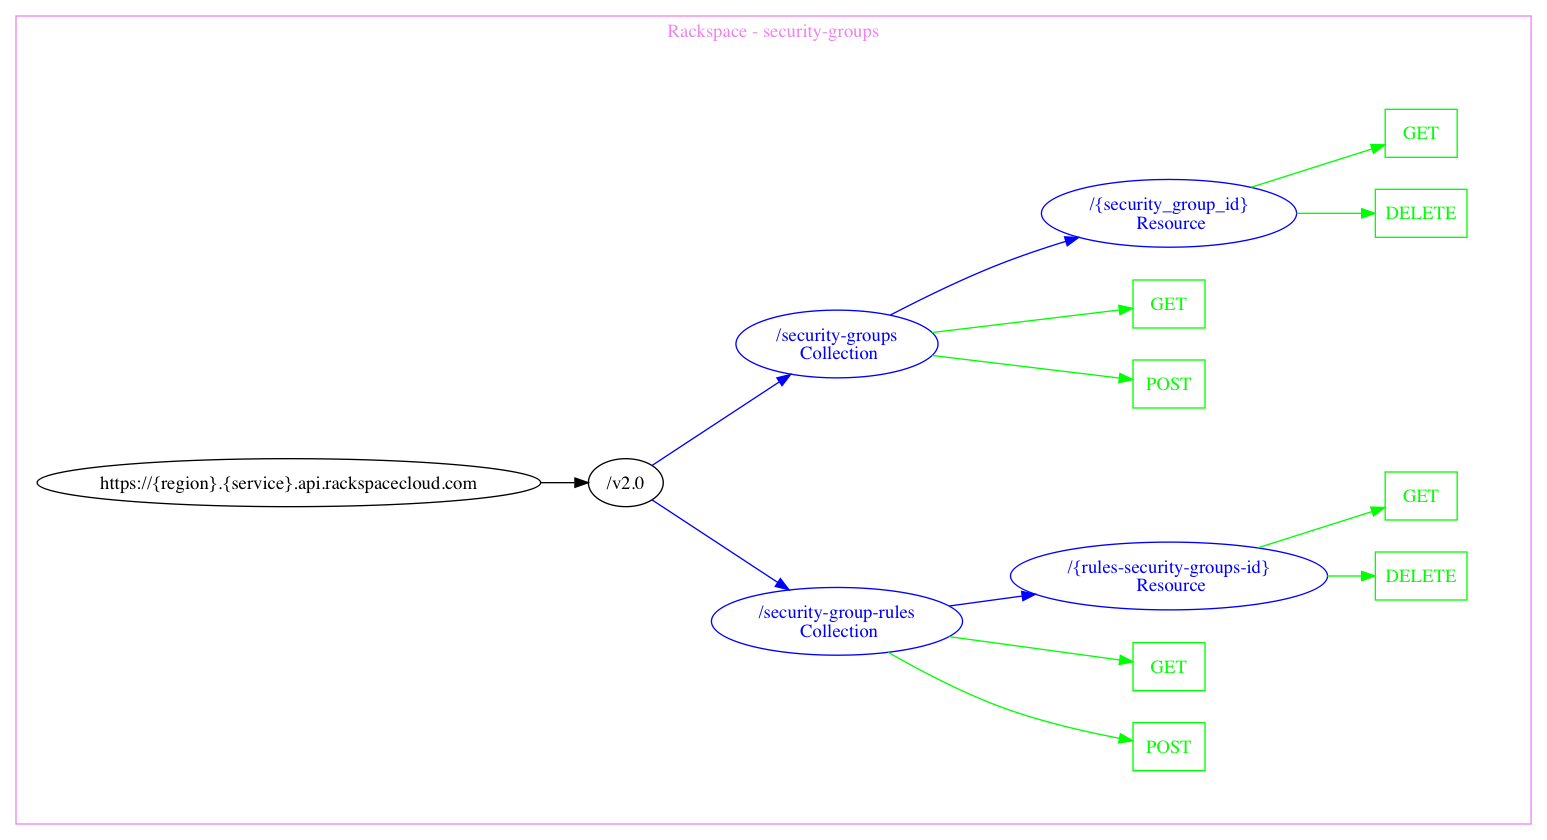 Rackspace - security-groups
GET
/{security_group_id}
Resource
DELETE
GET
/security-groups
Collection
POST
https://{region}.{service}.api.rackspacecloud.com
/v2.0
GET
/{rules-security-groups-id}
Resource
DELETE
/security-group-rules
Collection
GET
POST